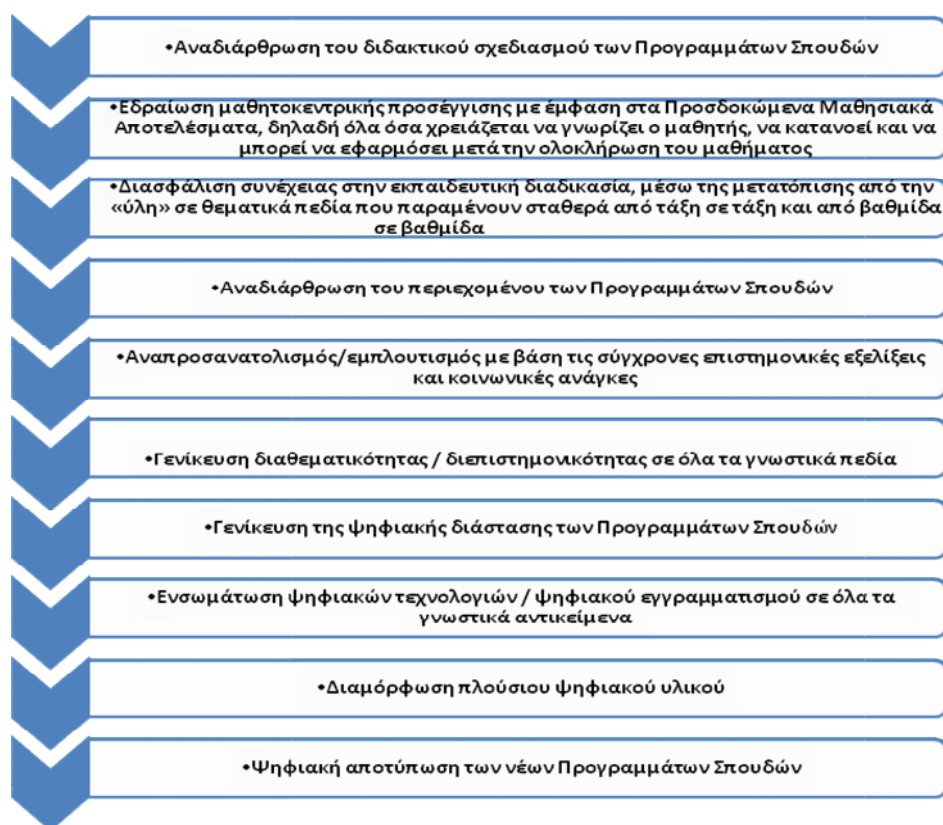 •Αναδιάρθρωση του διδακτικού σχεδιασμού των Προγραμμάτων Σπουδών
•Εδραίωση μαθητοκεντρικής προσέγγισης με έμφαση στα Προσδοκώμενα Μαθησιακά
Αποτελέσματα, δηλαδή όλα όσα χρειάζεται να γνωρίζει ο μαθητής, να κατανοεί και να
μπορεί να εφαρμόσει μετά την ολοκλήρωση του μαθήματος
•Διασφάλιση συνέχειας στην εκπαιδευτική διαδικασία, μέσω της μετατόπισης από την
«ύλη» σε θεματικά πεδία που παραμένουν σταθερά από τάξη σε τάξη και από βαθμίδα
σε βαθμίδα
•Αναδιάρθρωση του περιεχομένου των Προγραμμάτων Σπουδών
•Αναπροσανατολισμός/εμπλουτισμός με βάση τις σύγχρονες επιστημονικές εξελίξεις
και κοινωνικές ανάγκες
•Γενίκευση διαθεματικότητας / διεπιστημονικότητας σε όλα τα γνωστικά πεδία
•Γενίκευση της ψηφιακής διάστασης των Προγραμμάτων Σπουδών
•Ενσωμάτωση ψηφιακών τεχνολογιών / ψηφιακού εγγραμματισμού σε όλα τα
γνωστικά αντικείμενα
•Διαμόρφωση πλούσιου ψηφιακού υλικού
•Ψηφιακή αποτύπωση των νέων Προγραμμάτων Σπουδών